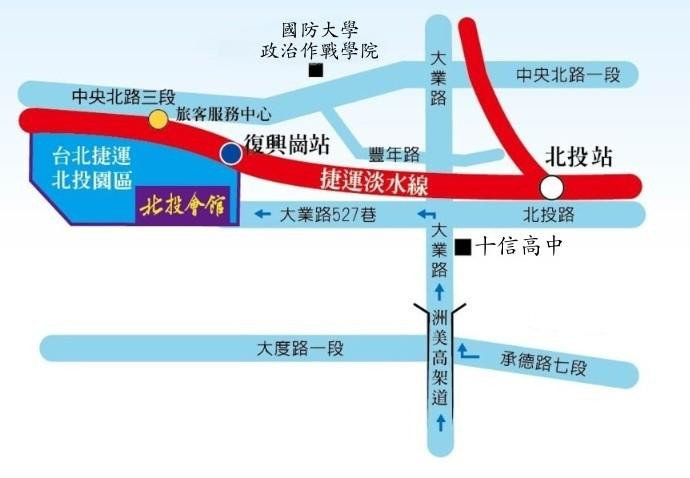 國防大學
政治作戰學院
大業路
中央北路一段
中央北路三段
旅客服務中心
復興崗站
豐年路
北投站
台北捷運
北投園區
捷運淡水線
北投會館
大業路527巷
北投路
大業路
十信高中
洲美高架道
大度路一段
承德路七段